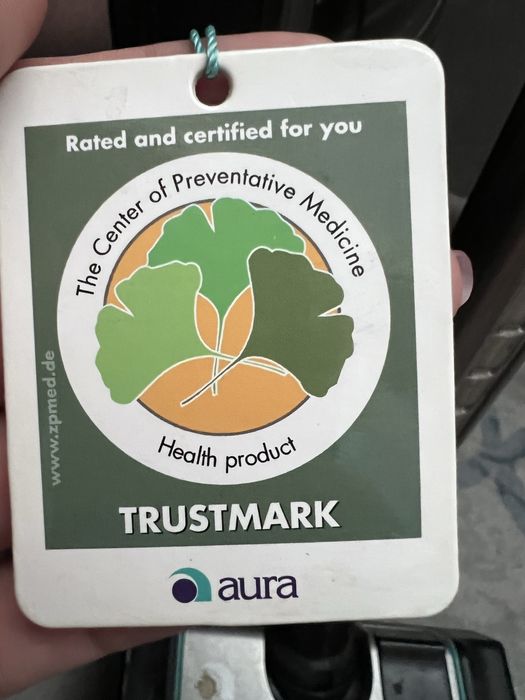 Rated and certified for you
The Center of Preventative Medicine
www.zpmed.de
Health product
TRUSTMARK
aura